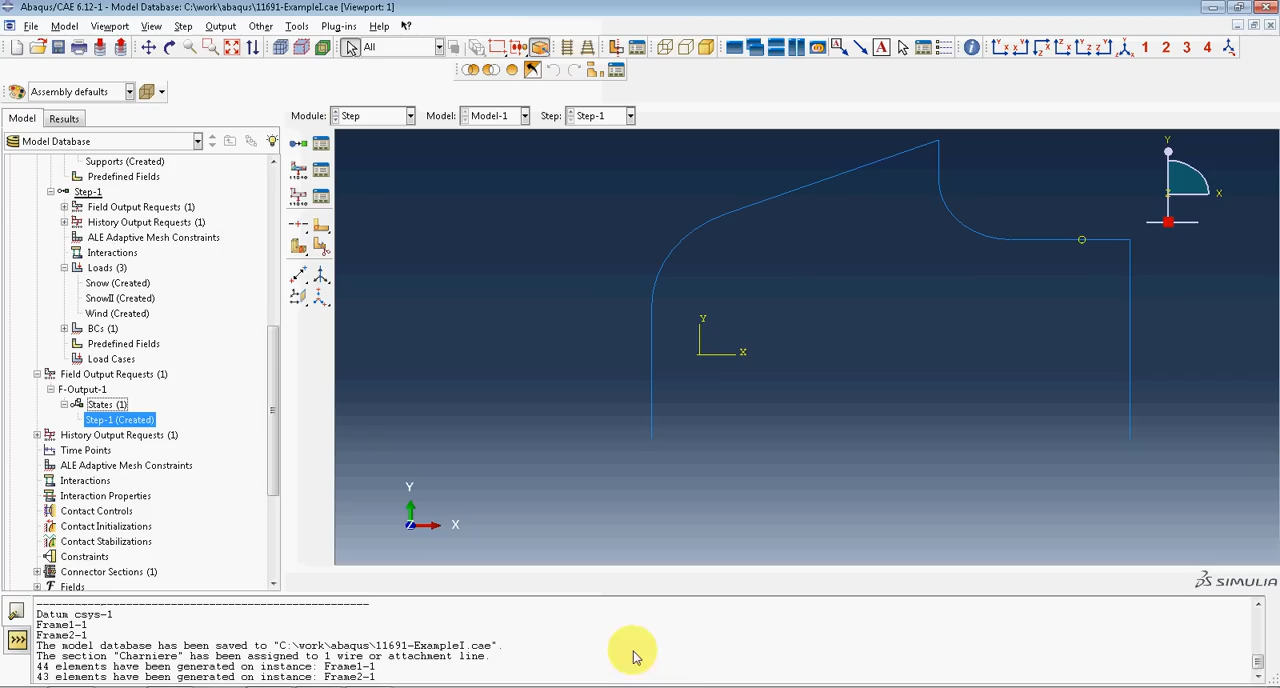 Abaqus/CAE 6.12-1 - Model Database: C:\work\abaqus\11691-ExampleI.cae [Viewport: 1]
File Model Viewport View Step Output Other Tools Plug-ins Help
All
1 2 3 4
Assembly defaults
Model Results
Module: Step Model: Model-1 Step: Step-1
Model Database
Supports (Created)
Predefined Fields
Step-1
Field Output Requests (1)
History Output Requests (1)
ALE Adaptive Mesh Constraints
Interactions
Loads (3)
Snow (Created)
SnowII (Created)
Wind (Created)
BCs (1)
Predefined Fields
Load Cases
Field Output Requests (1)
F-Output-1
States (1)
Step-1 (Created)
History Output Requests (1)
Time Points
ALE Adaptive Mesh Constraints
Interactions
Interaction Properties
Contact Controls
Contact Initializations
Contact Stabilizations
Constraints
Connector Sections (1)
Fields
Y
X
Z
Y
X
Y
Z
X
SIMULIA
Datum csys-1
Frame1-1
Frame2-1
The model database has been saved to "C:\work\abaqus\11691-ExampleI.cae".
The section "Charniere" has been assigned to 1 wire or attachment line.
44 elements have been generated on instance: Frame1-1
43 elements have been generated on instance: Frame2-1